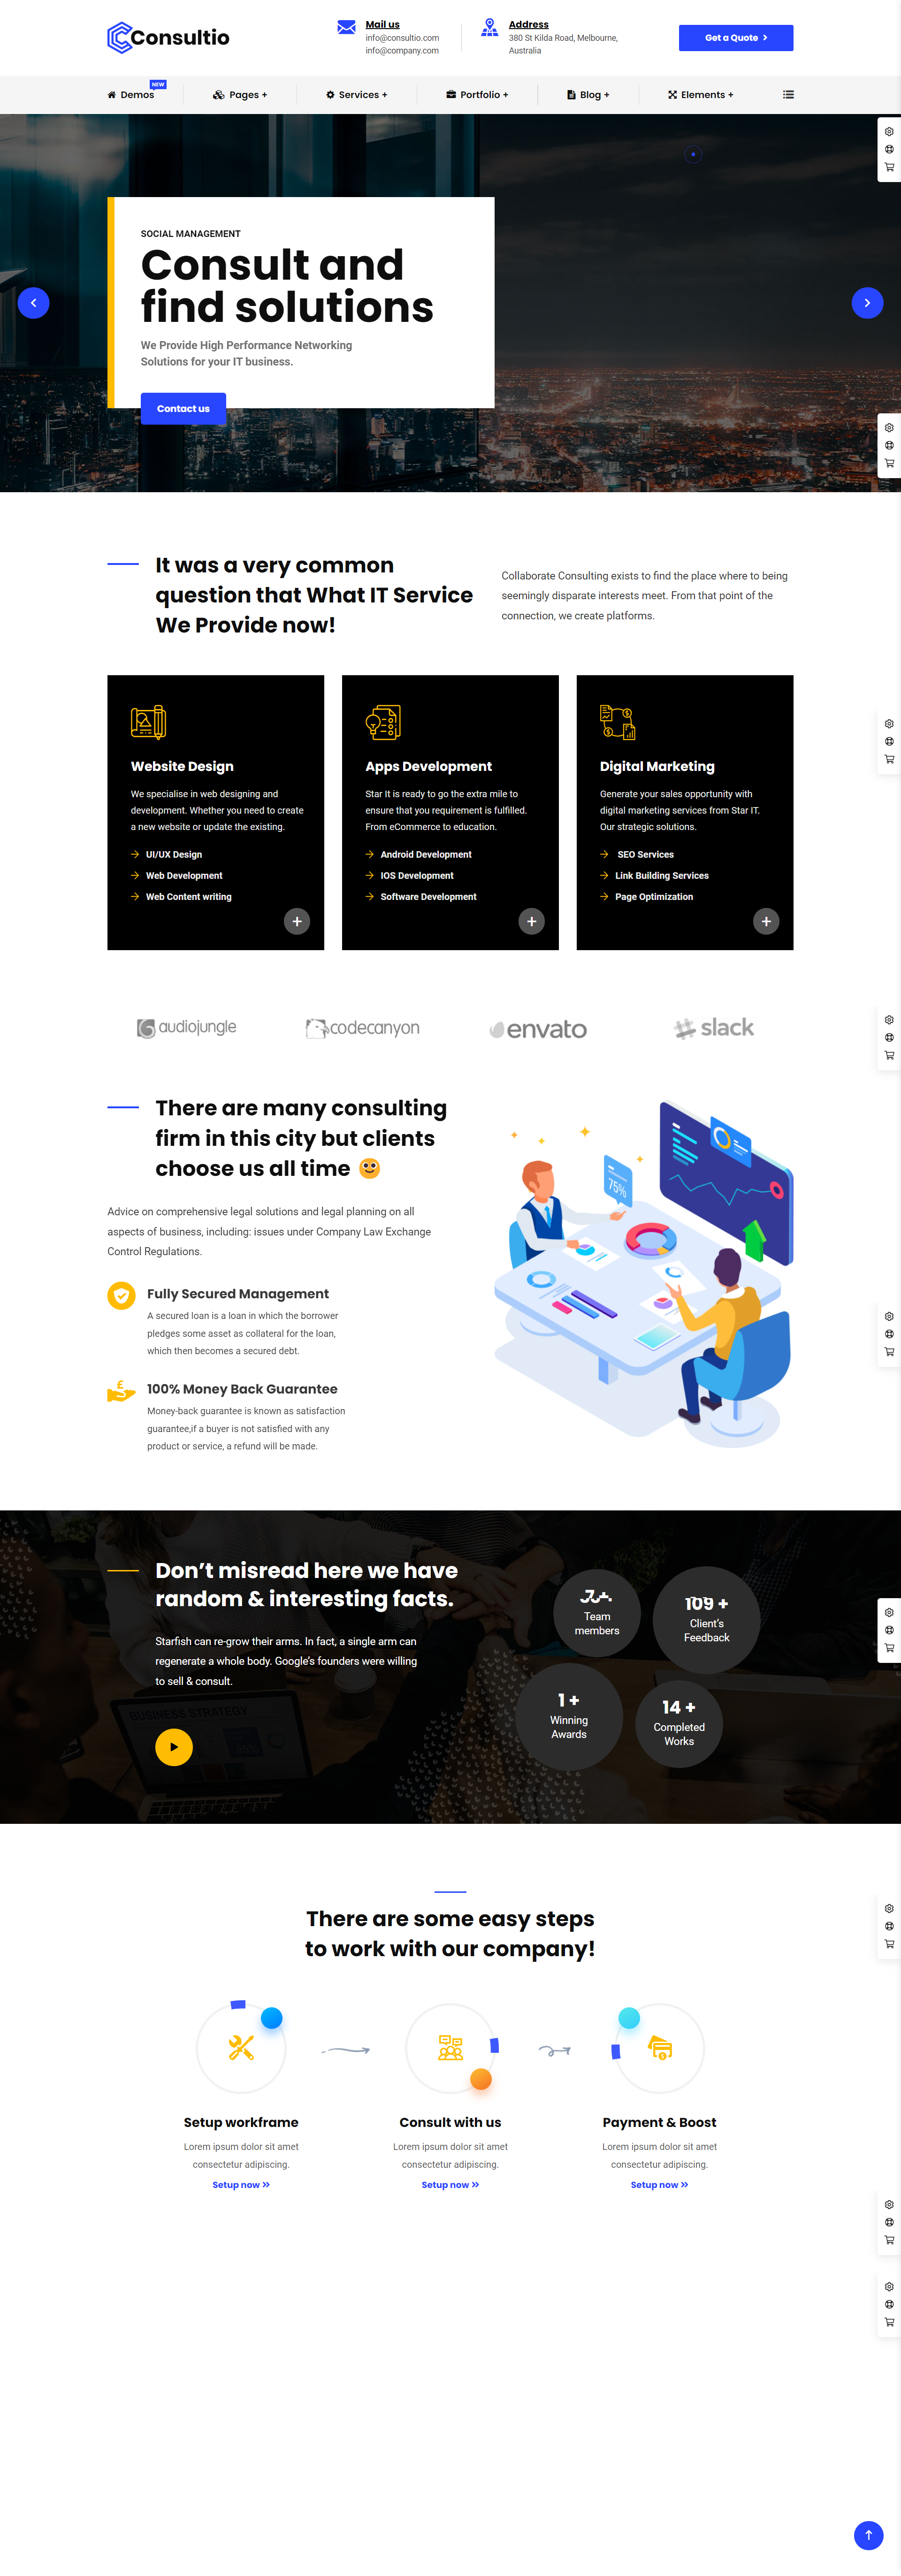 Consultio
Mail us
info@consultio.com
info@company.com
Address
380 St Kilda Road, Melbourne,
Australia
Get a Quote
NEW
Demos
Pages +
Services +
Portfolio +
Blog +
Elements +
SOCIAL MANAGEMENT
Consult and
find solutions
We Provide High Performance Networking
Solutions for your IT business.
Contact us
It was a very common
question that What IT Service
We Provide now!
Collaborate Consulting exists to find the place where to being
seemingly disparate interests meet. From that point of the
connection, we create platforms.
Website Design
We specialise in web designing and
development. Whether you need to create
a new website or update the existing.
UI/UX Design
Web Development
Web Content writing
Apps Development
Star It is ready to go the extra mile to
ensure that you requirement is fulfilled.
From eCommerce to education.
Android Development
IOS Development
Software Development
Digital Marketing
Generate your sales opportunity with
digital marketing services from Star IT.
Our strategic solutions.
SEO Services
Link Building Services
Page Optimization
audiojungle
codecanyon
envato
slack
There are many consulting
firm in this city but clients
choose us all time
Advice on comprehensive legal solutions and legal planning on all
aspects of business, including: issues under Company Law Exchange
Control Regulations.
Fully Secured Management
A secured loan is a loan in which the borrower
pledges some asset as collateral for the loan,
which then becomes a secured debt.
100% Money Back Guarantee
Money-back guarantee is known as satisfaction
guarantee,if a buyer is not satisfied with any
product or service, a refund will be made.
75%
Don't misread here we have
random & interesting facts.
Starfish can re-grow their arms. In fact, a single arm can
regenerate a whole body. Google's founders were willing
to sell & consult.
BUSINESS STRATEGY
Team
members
109 +
Client's
Feedback
1 +
Winning
Awards
14 +
Completed
Works
There are some easy steps
to work with our company!
Setup workframe
Lorem ipsum dolor sit amet
consectetur adipiscing.
Setup now
Consult with us
Lorem ipsum dolor sit amet
consectetur adipiscing.
Setup now
Payment & Boost
Lorem ipsum dolor sit amet
consectetur adipiscing.
Setup now